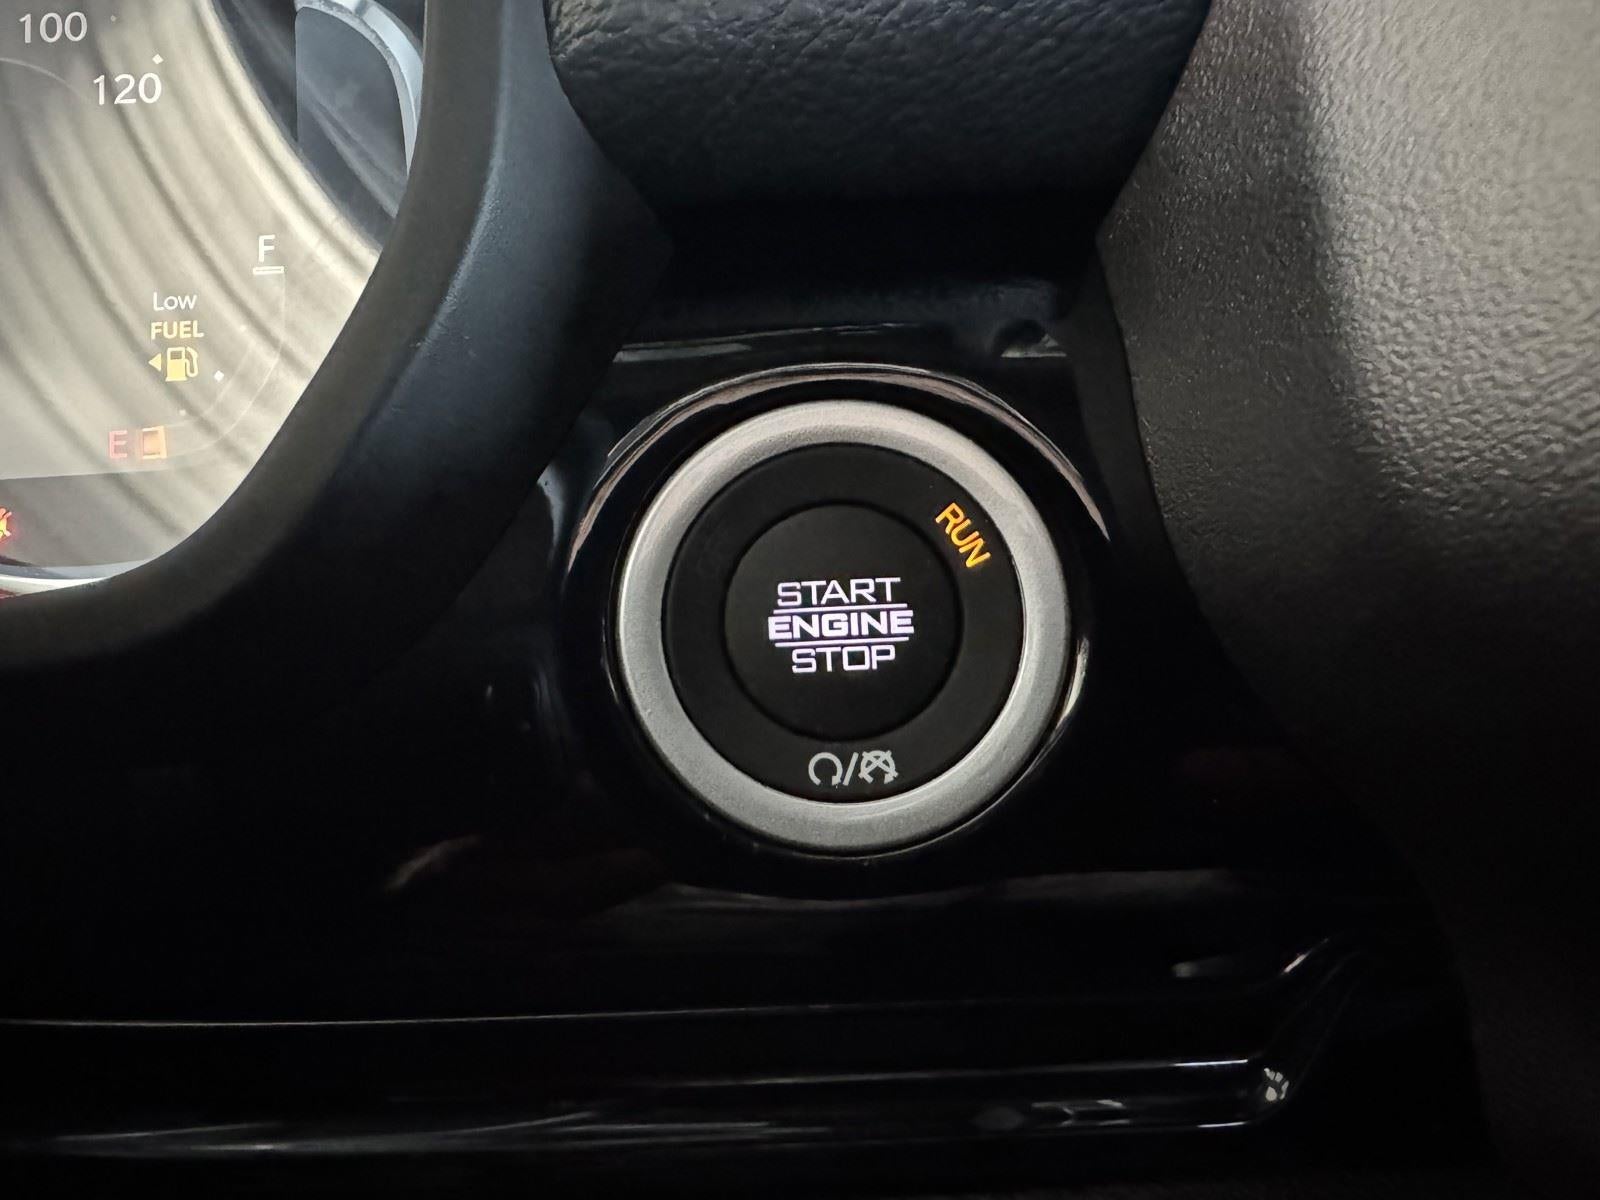 100
120
F
Low
FUEL
E
RUN
START
ENGINE
STOP